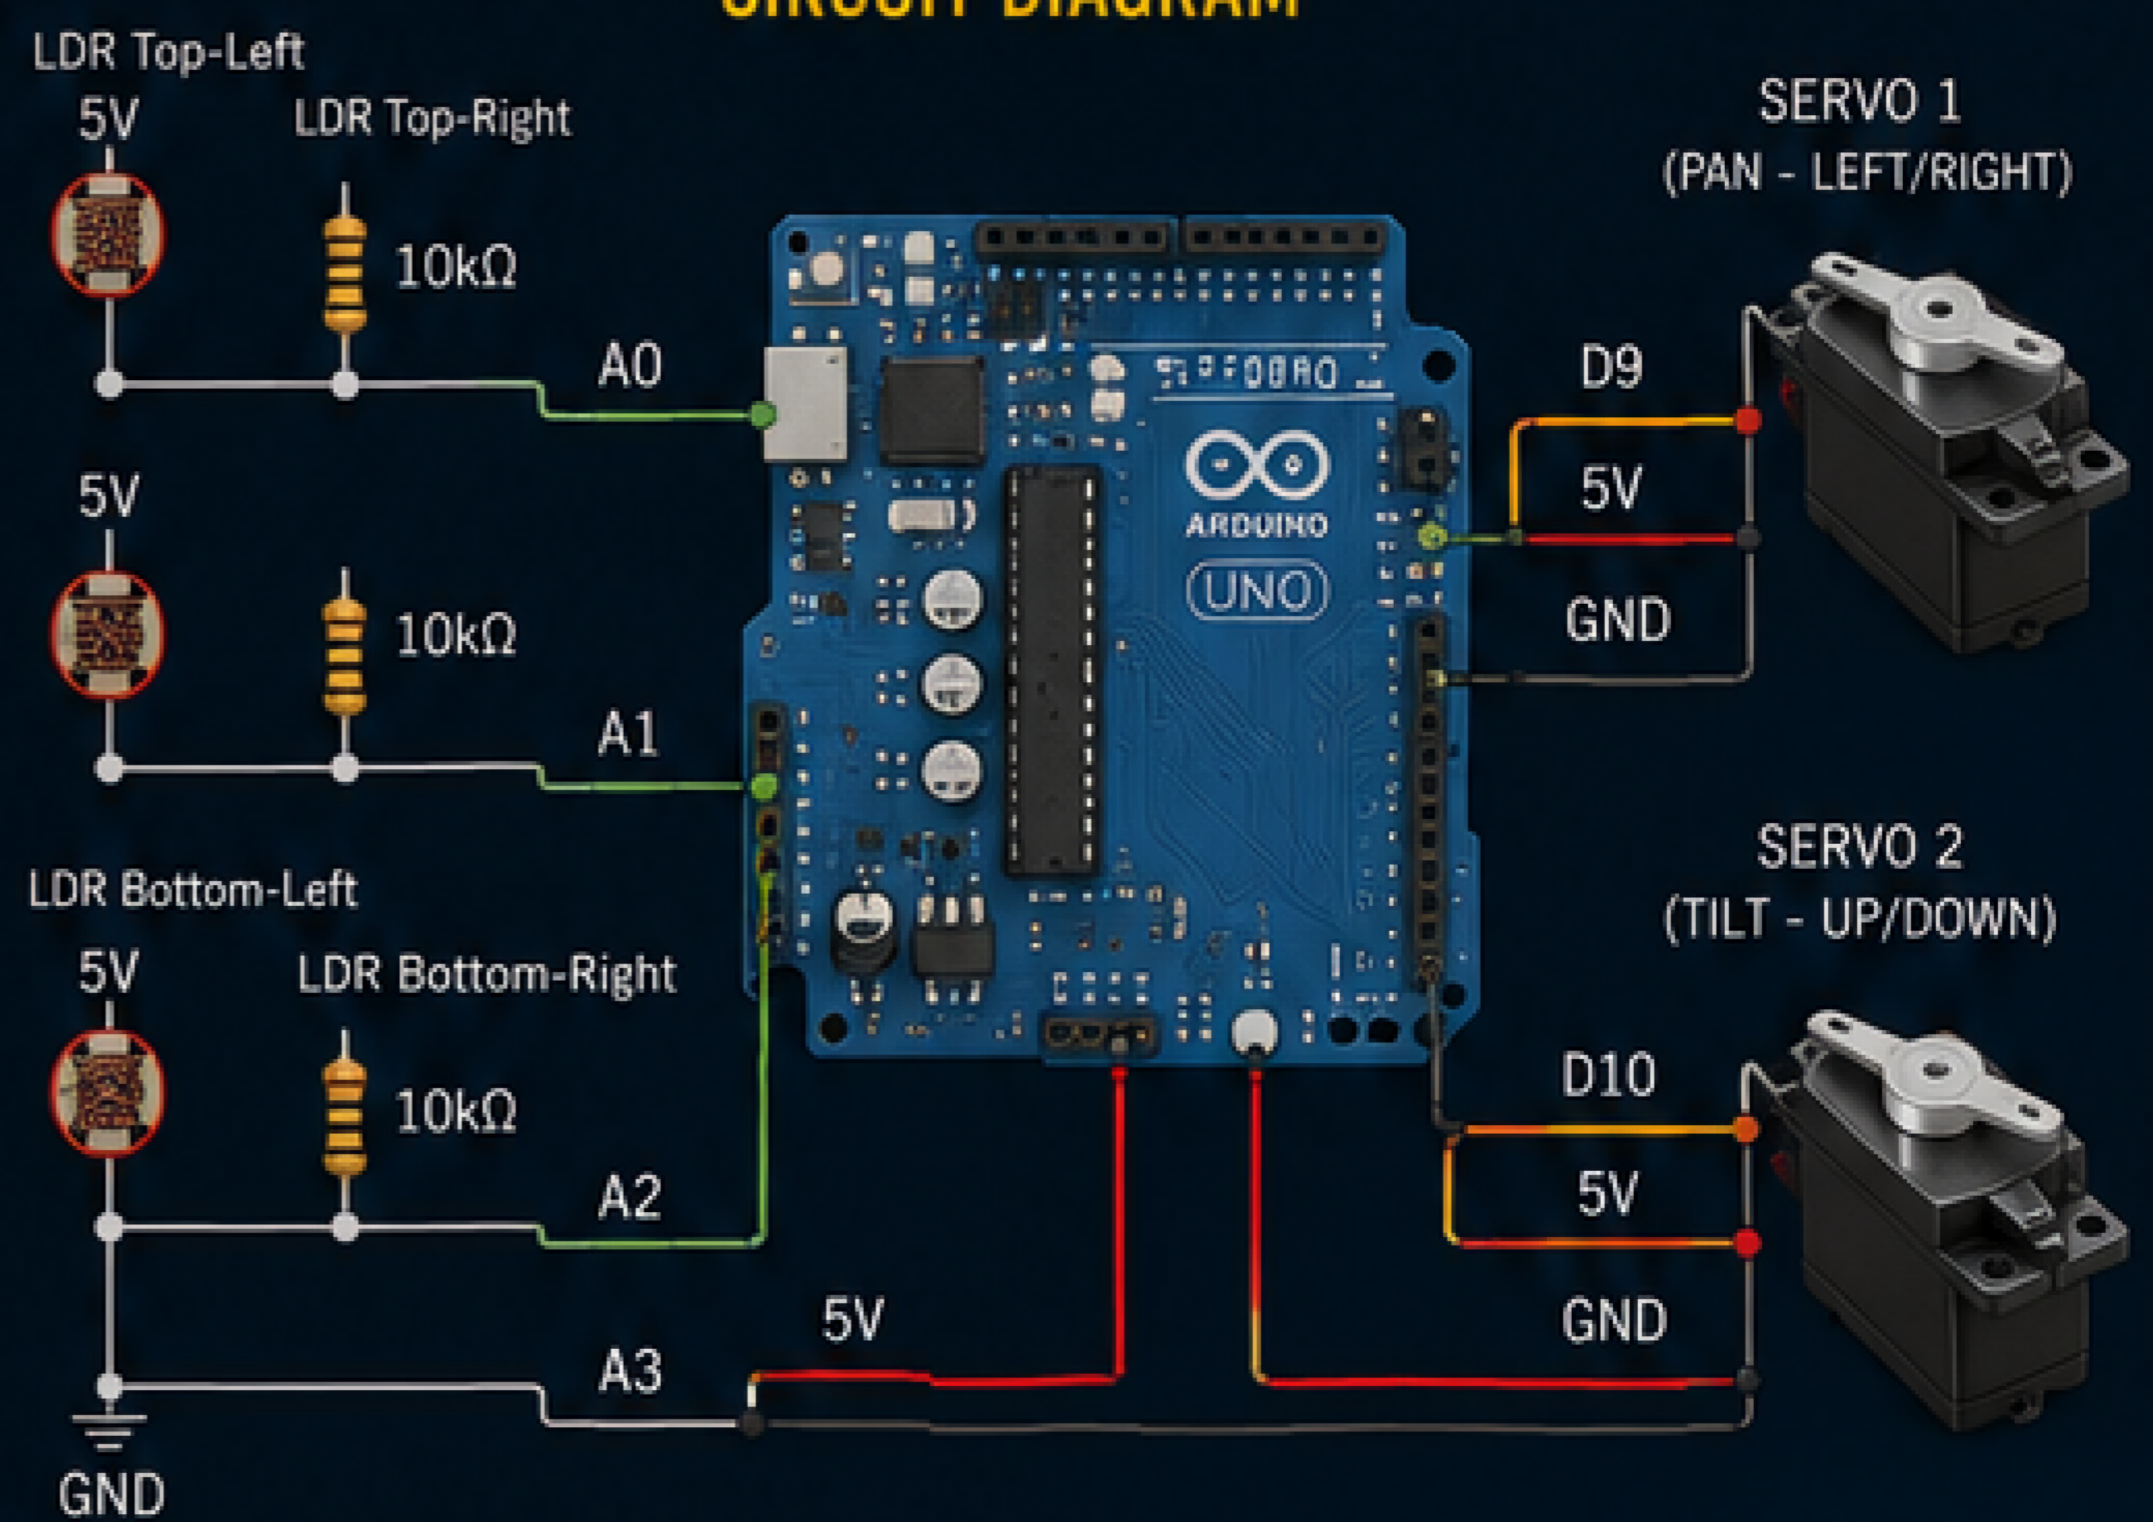 CIRCUIT DIAGRAM
LDR Top-Left
5V
LDR Top-Right
10kΩ
A0
5V
10kΩ
A1
LDR Bottom-Left
5V
LDR Bottom-Right
10kΩ
A2
5V
A3
GND
ARDUINO
UNO
SERVO 1
(PAN - LEFT/RIGHT)
D9
5V
GND
SERVO 2
(TILT - UP/DOWN)
D10
5V
GND